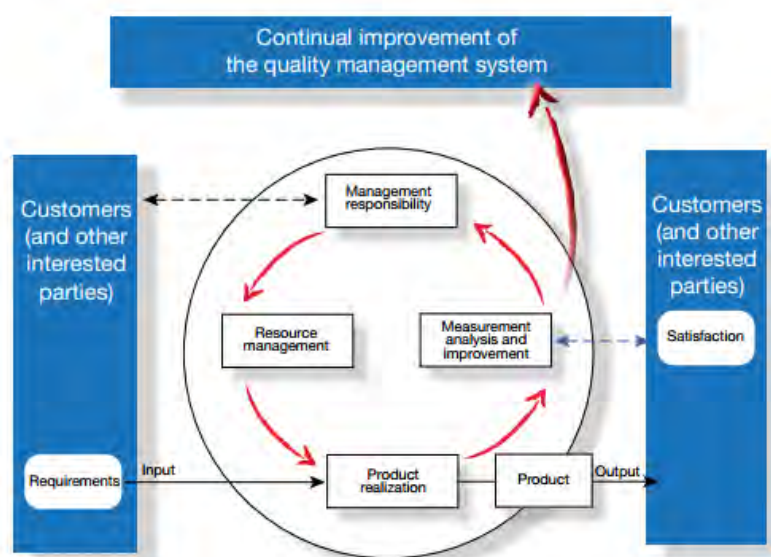 Continual improvement of
the quality management system
Customers
(and other
interested
parties)
Management
responsibility
Customers
(and other
interested
parties)
Resource
management
Measurement
analysis and
improvement
Satisfaction
Requirements
Input
Product
realization
Product
Output